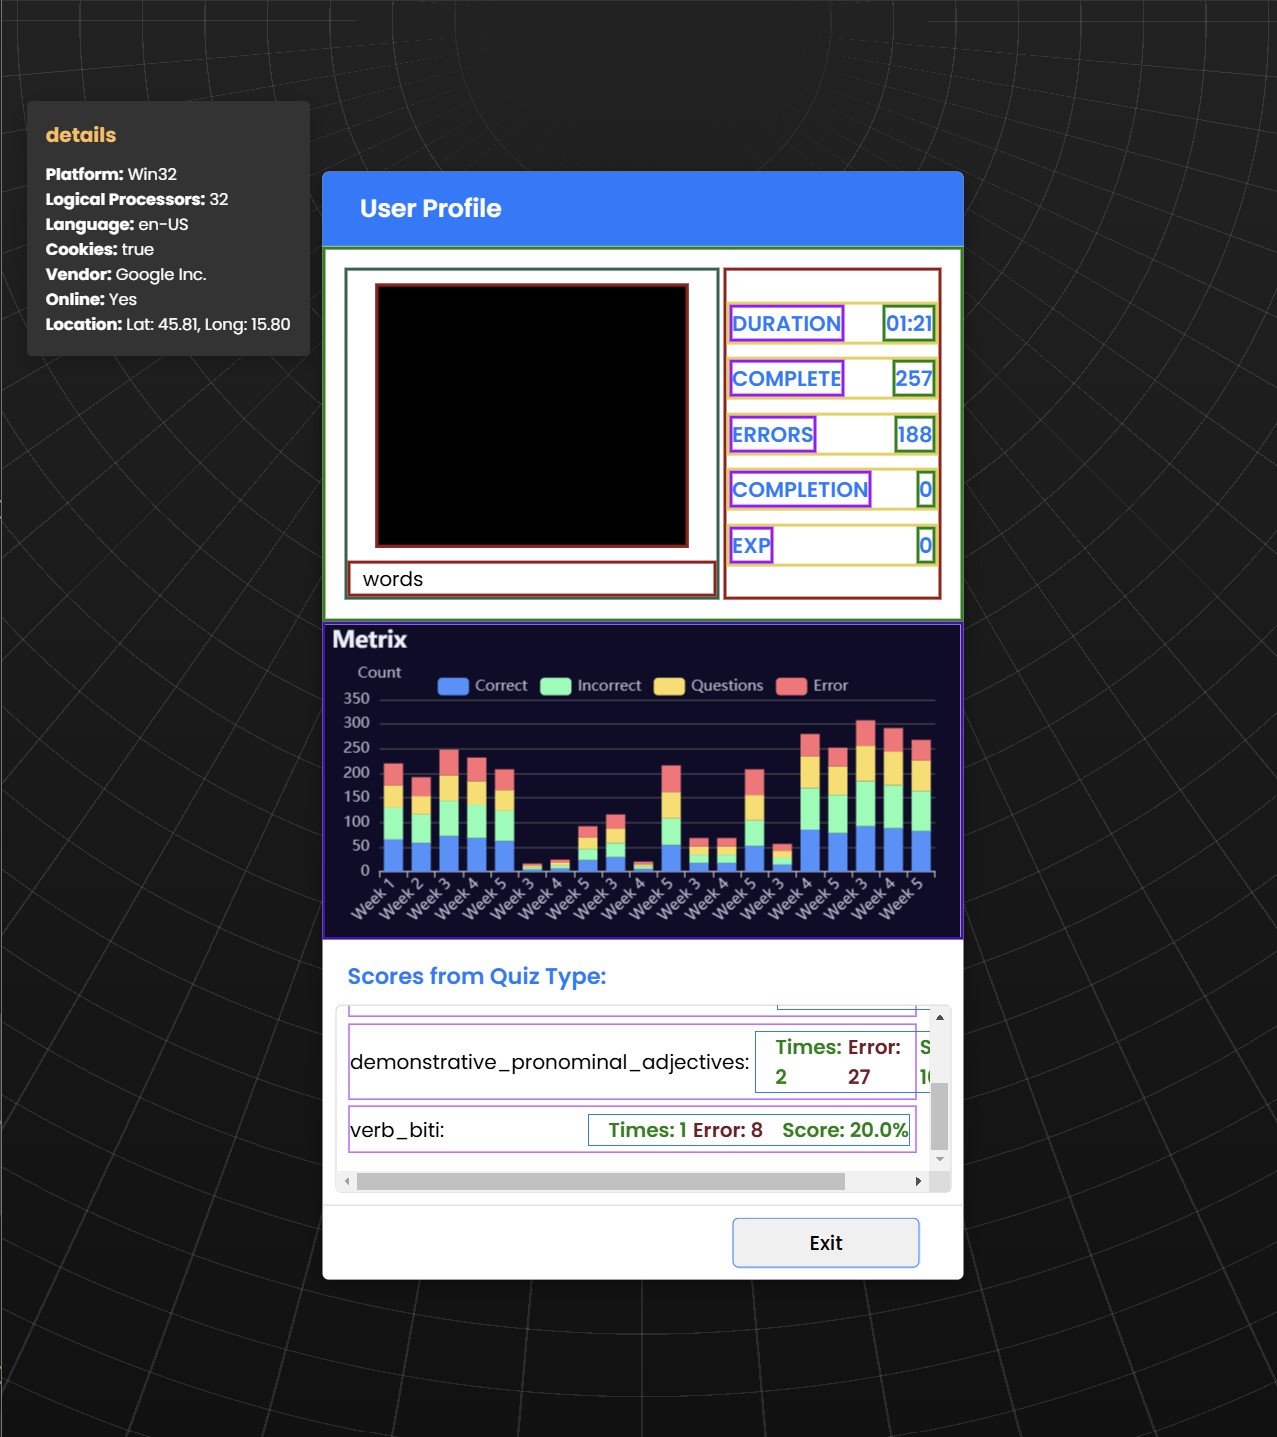 details
Platform: Win32
Logical Processors: 32
Language: en-US
Cookies: true
Vendor: Google Inc.
Online: Yes
Location: Lat: 45.81, Long: 15.80
User Profile
DURATION 01:21
COMPLETE 257
ERRORS 188
COMPLETION 0
EXP 0
words
Metrix
Count
Correct Incorrect Questions Error
350
300
250
200
150
100
50
0
Week 1 Week 2 Week 3 Week 4 Week 5 Week 3 Week 4 Week 5 Week 3 Week 4 Week 5 Week 3 Week 4 Week 5 Week 3 Week 4 Week 5 Week 3 Week 4 Week 5
Scores from Quiz Type:
demonstrative_pronominal_adjectives: Times: 2 Error: 27
verb_biti: Times: 1 Error: 8 Score: 20.0%
Exit